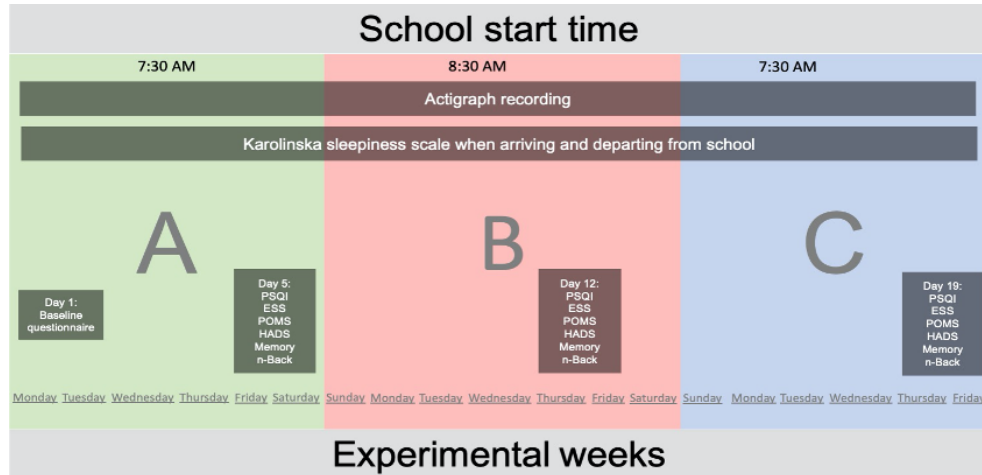 School start time
7:30 AM 8:30 AM 7:30 AM
Actigraph recording
Karolinska sleepiness scale when arriving and departing from school
A B C
Day 1:
Baseline
questionnaire
Day 5:
PSQI
ESS
POMS
HADS
Memory
n-Back
Day 12:
PSQI
ESS
POMS
HADS
Memory
n-Back
Day 19:
PSQI
ESS
POMS
HADS
Memory
n-Back
Monday Tuesday Wednesday Thursday Friday Saturday Sunday Monday Tuesday Wednesday Thursday Friday Saturday Sunday Monday Tuesday Wednesday Thursday Friday
Experimental weeks